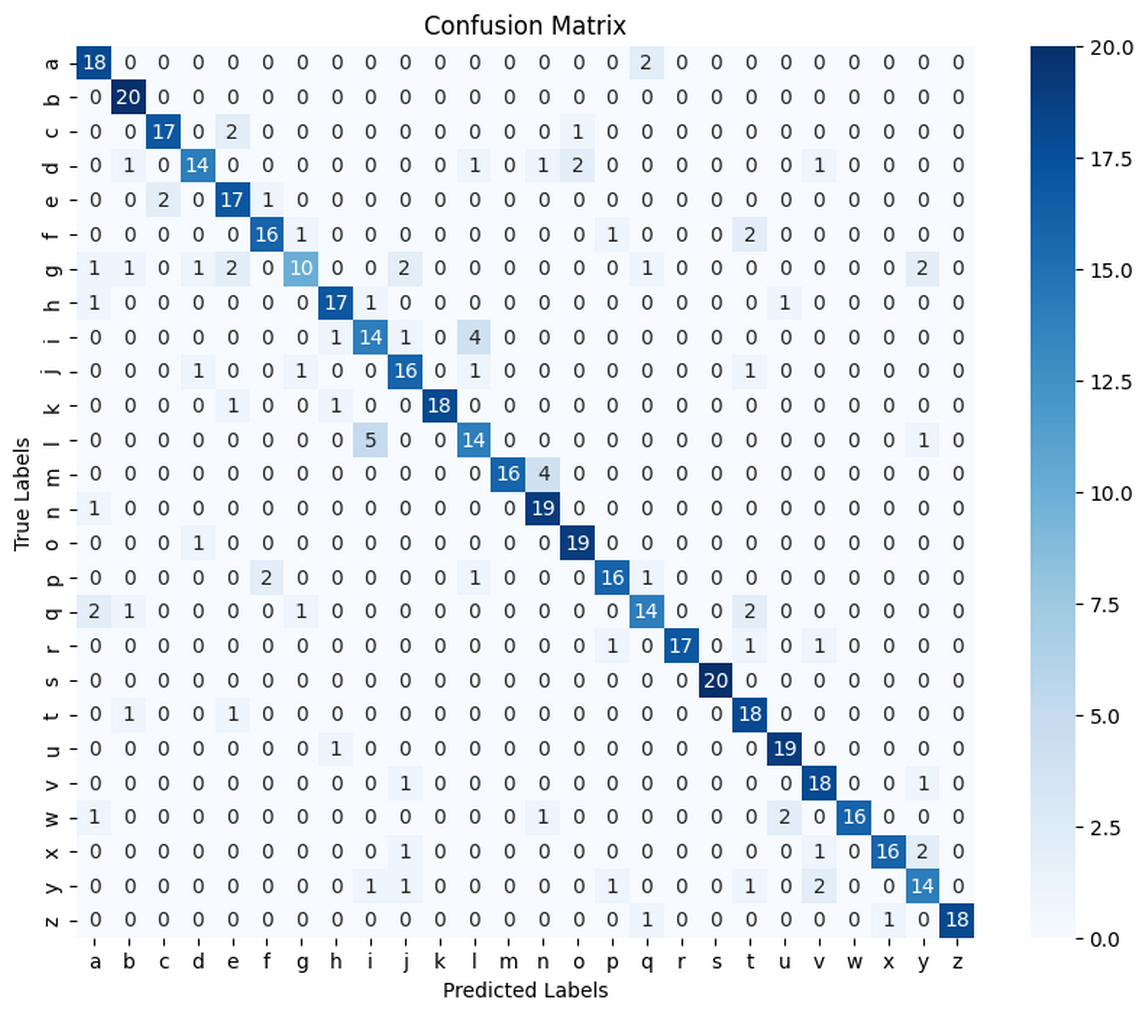 Confusion Matrix
a 18 0 0 0 0 0 0 0 0 0 0 0 0 0 0 0 2 0 0 0 0 0 0 0 0 0
b 0 20 0 0 0 0 0 0 0 0 0 0 0 0 0 0 0 0 0 0 0 0 0 0 0 0
c 0 0 17 0 2 0 0 0 0 0 0 0 0 0 1 0 0 0 0 0 0 0 0 0 0 0
d 0 1 0 14 0 0 0 0 0 0 0 1 0 1 2 0 0 0 0 0 0 1 0 0 0 0
e 0 0 2 0 17 1 0 0 0 0 0 0 0 0 0 0 0 0 0 0 0 0 0 0 0 0
f 0 0 0 0 0 16 1 0 0 0 0 0 0 0 0 1 0 0 0 2 0 0 0 0 0 0
g 1 1 0 1 2 0 10 0 0 2 0 0 0 0 0 0 1 0 0 0 0 0 0 0 2 0
h 1 0 0 0 0 0 0 17 1 0 0 0 0 0 0 0 0 0 0 0 1 0 0 0 0 0
i 0 0 0 0 0 0 0 1 14 1 0 4 0 0 0 0 0 0 0 0 0 0 0 0 0 0
j 0 0 0 1 0 0 1 0 0 16 0 1 0 0 0 0 0 0 0 1 0 0 0 0 0 0
k 0 0 0 0 1 0 0 1 0 0 18 0 0 0 0 0 0 0 0 0 0 0 0 0 0 0
l 0 0 0 0 0 0 0 0 5 0 0 14 0 0 0 0 0 0 0 0 0 0 0 0 1 0
m 0 0 0 0 0 0 0 0 0 0 0 0 16 4 0 0 0 0 0 0 0 0 0 0 0 0
n 1 0 0 0 0 0 0 0 0 0 0 0 0 19 0 0 0 0 0 0 0 0 0 0 0 0
o 0 0 0 1 0 0 0 0 0 0 0 0 0 0 19 0 0 0 0 0 0 0 0 0 0 0
p 0 0 0 0 0 2 0 0 0 0 0 1 0 0 0 16 1 0 0 0 0 0 0 0 0 0
q 2 1 0 0 0 0 1 0 0 0 0 0 0 0 0 0 14 0 0 2 0 0 0 0 0 0
r 0 0 0 0 0 0 0 0 0 0 0 0 0 0 0 1 0 17 0 1 0 1 0 0 0 0
s 0 0 0 0 0 0 0 0 0 0 0 0 0 0 0 0 0 0 20 0 0 0 0 0 0 0
t 0 1 0 0 1 0 0 0 0 0 0 0 0 0 0 0 0 0 0 18 0 0 0 0 0 0
u 0 0 0 0 0 0 0 1 0 0 0 0 0 0 0 0 0 0 0 0 19 0 0 0 0 0
v 0 0 0 0 0 0 0 0 0 1 0 0 0 0 0 0 0 0 0 0 0 18 0 0 1 0
w 1 0 0 0 0 0 0 0 0 0 0 0 0 1 0 0 0 0 0 0 2 0 16 0 0 0
x 0 0 0 0 0 0 0 0 0 1 0 0 0 0 0 0 0 0 0 0 0 1 0 16 2 0
y 0 0 0 0 0 0 0 0 1 1 0 0 0 0 0 1 0 0 0 1 0 2 0 0 14 0
z 0 0 0 0 0 0 0 0 0 0 0 0 0 0 0 0 1 0 0 0 0 0 0 1 0 18
a b c d e f g h i j k l m n o p q r s t u v w x y z
True Labels
Predicted Labels
20.0
17.5
15.0
12.5
10.0
7.5
5.0
2.5
0.0